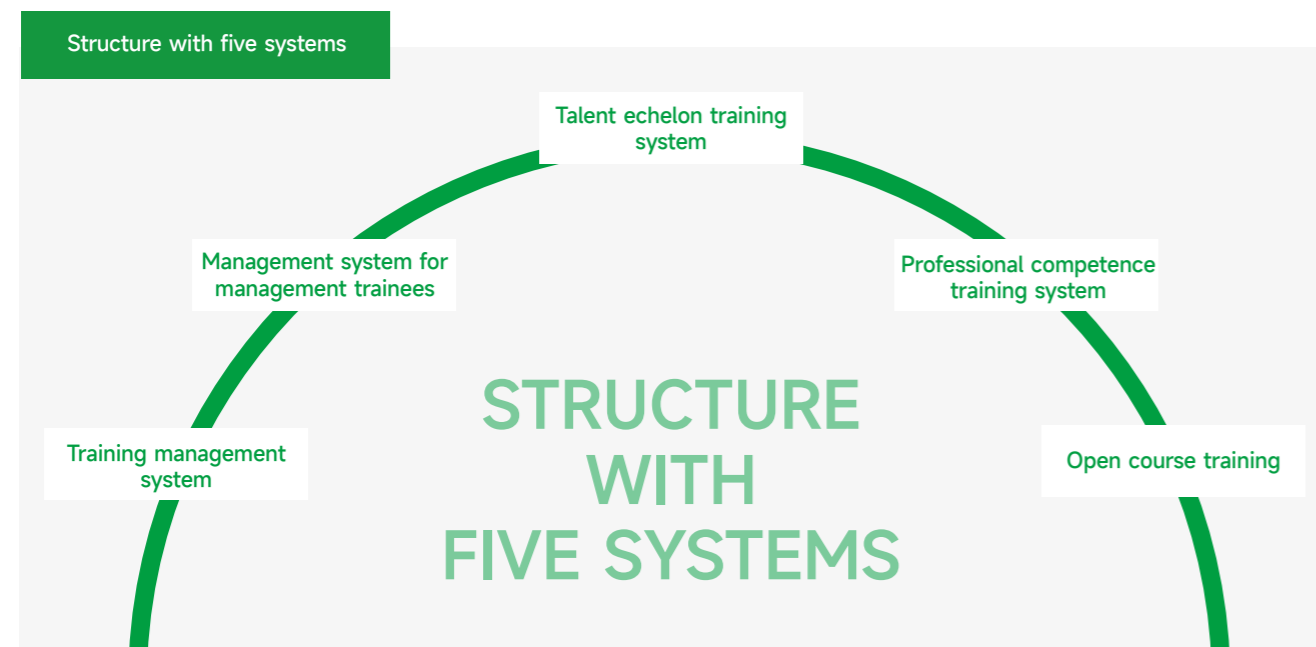 Structure with five systems
Talent echelon training
system
Management system for
management trainees
Professional competence
training system
Training management
system
Open course training
STRUCTURE
WITH
FIVE SYSTEMS